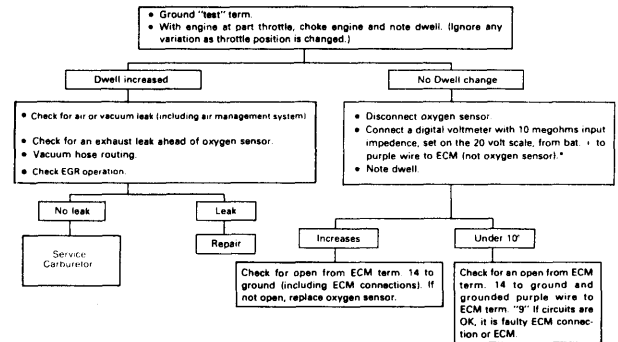 • Ground "test" term.
• With engine at part throttle, choke engine and note dwell. (Ignore any
variation as throttle position is changed.)
Dwell increased
No Dwell change
• Check for air or vacuum leak (including air management system)
• Check for an exhaust leak ahead of oxygen sensor.
• Vacuum hose routing.
• Check EGR operation.
• Disconnect oxygen sensor.
• Connect a digital voltmeter with 10 megohms input
impedence, set on the 20 volt scale, from bat. + to
purple wire to ECM (not oxygen sensor).*
• Note dwell.
No leak
Leak
Service
Carburetor
Repair
Increases
Under 10°
Check for open from ECM term. 14 to
ground (including ECM connections). If
not open, replace oxygen sensor.
Check for an open from ECM
term. 14 to ground and
grounded purple wire to
ECM term. "9" If circuits are
OK, it is faulty ECM connec-
tion or ECM.